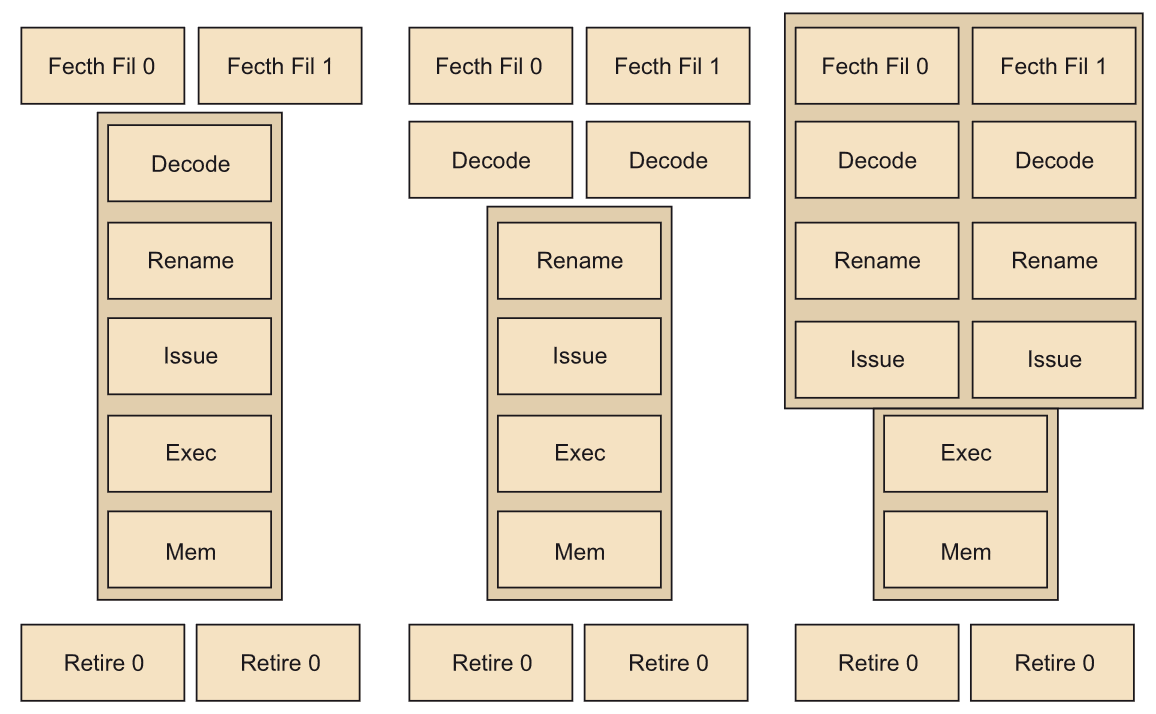 Fecth Fil 0
Fecth Fil 1
Decode
Rename
Issue
Exec
Mem
Retire 0
Retire 0
Fecth Fil 0
Fecth Fil 1
Decode
Decode
Rename
Issue
Exec
Mem
Retire 0
Retire 0
Fecth Fil 0
Fecth Fil 1
Decode
Decode
Rename
Rename
Issue
Issue
Exec
Mem
Retire 0
Retire 0